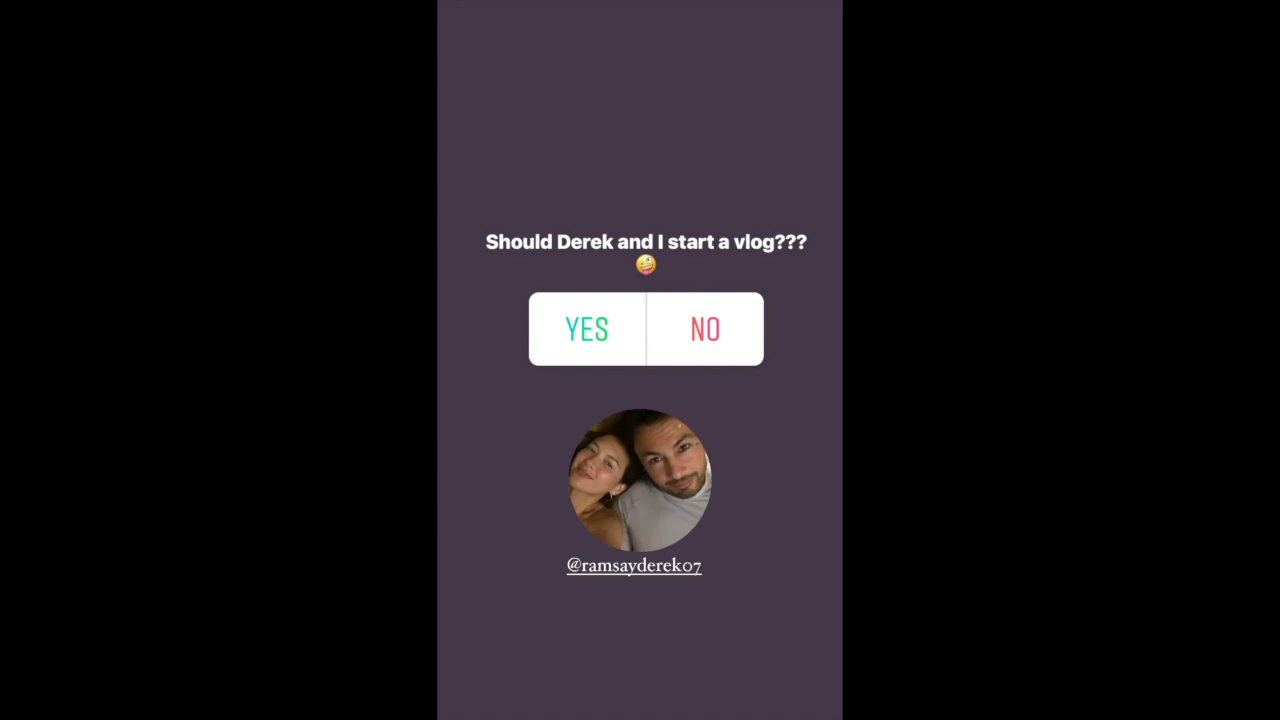 Should Derek and I start a vlog???
🤪
YES NO
@ramsayderek07